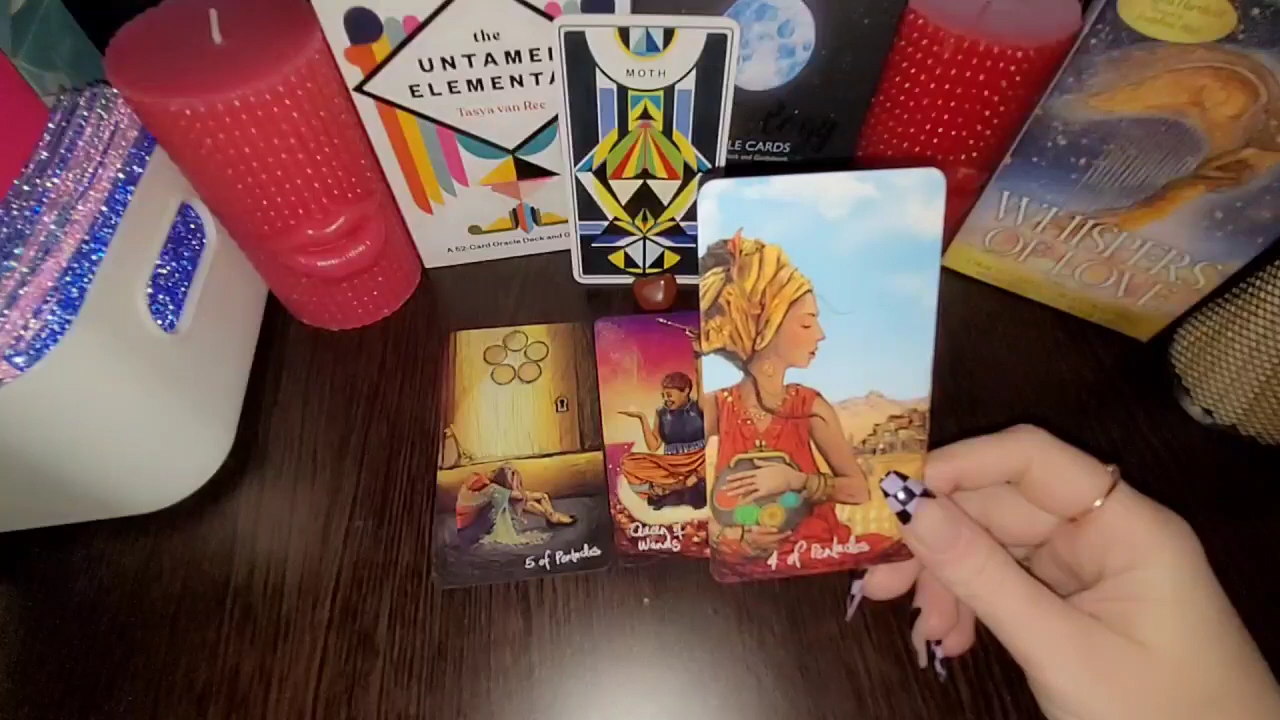 the
UNTAMEI
ELEMENTA
Tasya van Ree
A 52-Card Oracle Deck and G
MOTH
LE CARDS
WHISPERS
OF LOVE
5 of Pentacles
Queen of
Wands
4 of Pentacles